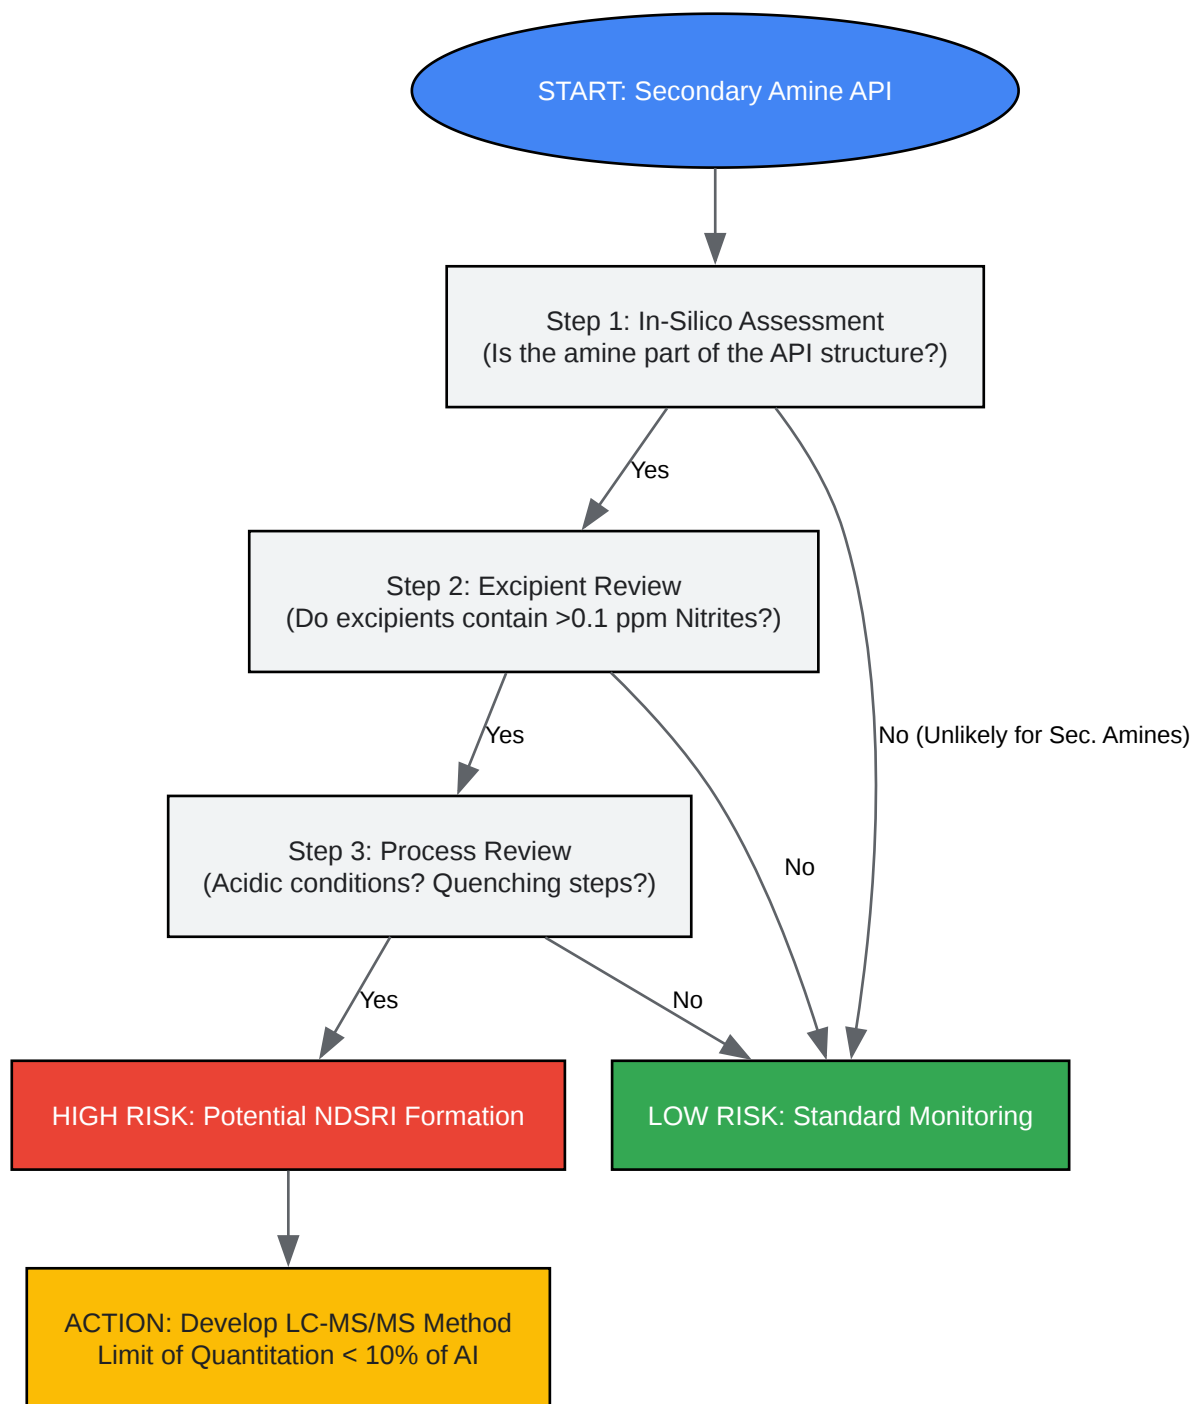 START: Secondary Amine API
Step 1: In-Silico Assessment
(Is the amine part of the API structure?)
Yes
Step 2: Excipient Review
(Do excipients contain >0.1 ppm Nitrites?)
Yes
No (Unlikely for Sec. Amines)
Step 3: Process Review
(Acidic conditions? Quenching steps?)
No
Yes
No
HIGH RISK: Potential NDSRI Formation
LOW RISK: Standard Monitoring
ACTION: Develop LC-MS/MS Method
Limit of Quantitation < 10% of AI